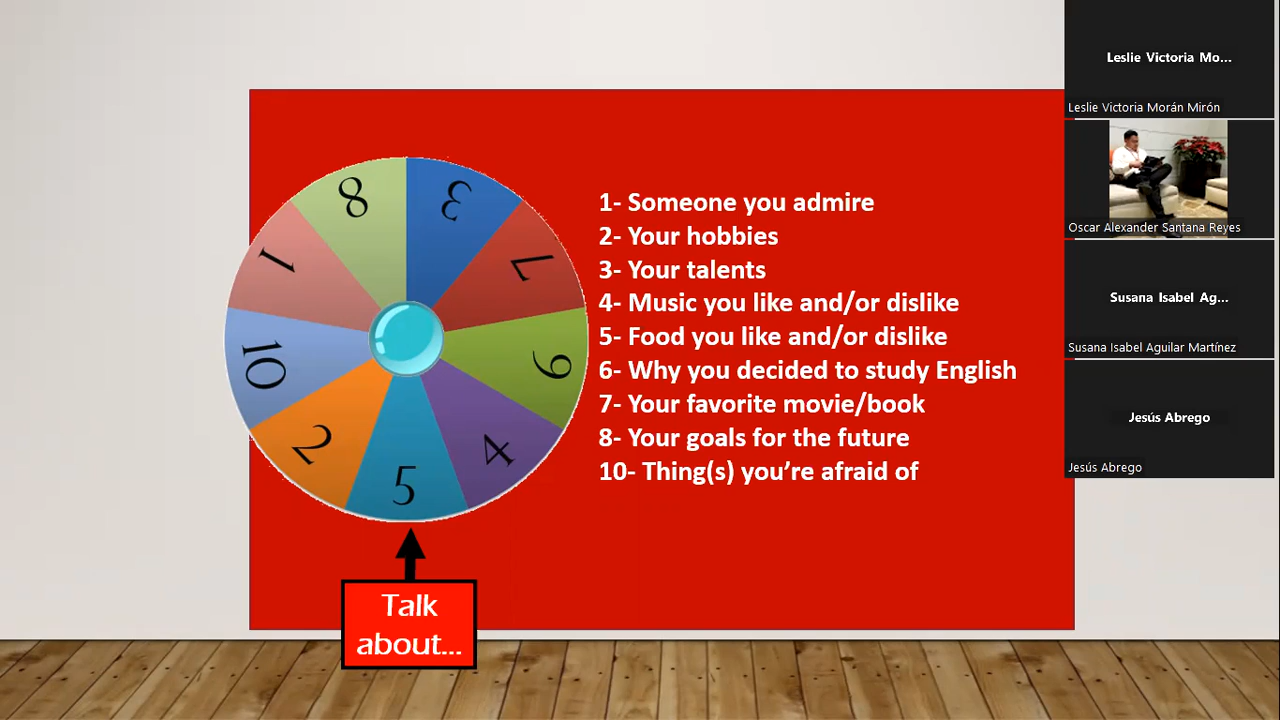 8
3
1
7
10
6
2
4
5
1- Someone you admire
2- Your hobbies
3- Your talents
4- Music you like and/or dislike
5- Food you like and/or dislike
6- Why you decided to study English
7- Your favorite movie/book
8- Your goals for the future
10- Thing(s) you’re afraid of
Talk
about...
Leslie Victoria Mo...
Leslie Victoria Morán Mirón
Oscar Alexander Santana Reyes
Susana Isabel Ag...
Susana Isabel Aguilar Martínez
Jesús Abrego
Jesús Abrego